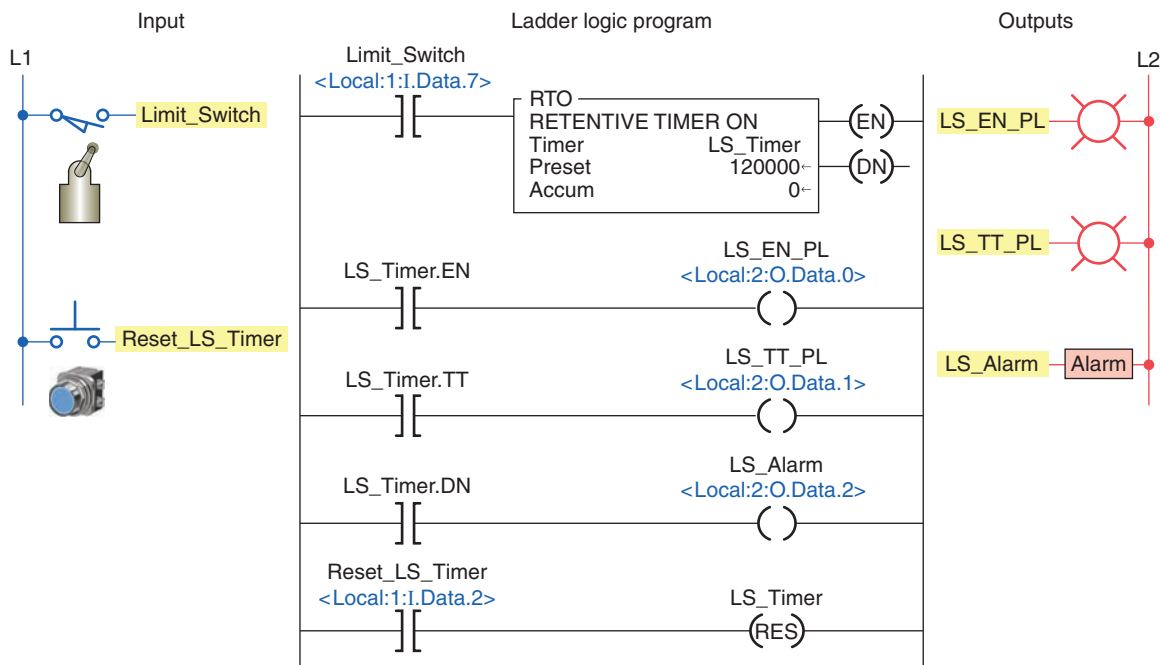 Input
Ladder logic program
Outputs
L1
Limit_Switch
Reset_LS_Timer
Limit_Switch
<Local:1:I.Data.7>
RTO
RETENTIVE TIMER ON
Timer LS_Timer
Preset 120000←
Accum 0←
EN
DN
LS_Timer.EN
LS_EN_PL
<Local:2:O.Data.0>
LS_Timer.TT
LS_TT_PL
<Local:2:O.Data.1>
LS_Timer.DN
LS_Alarm
<Local:2:O.Data.2>
Reset_LS_Timer
<Local:1:I.Data.2>
LS_Timer
RES
L2
LS_EN_PL
LS_TT_PL
LS_Alarm Alarm